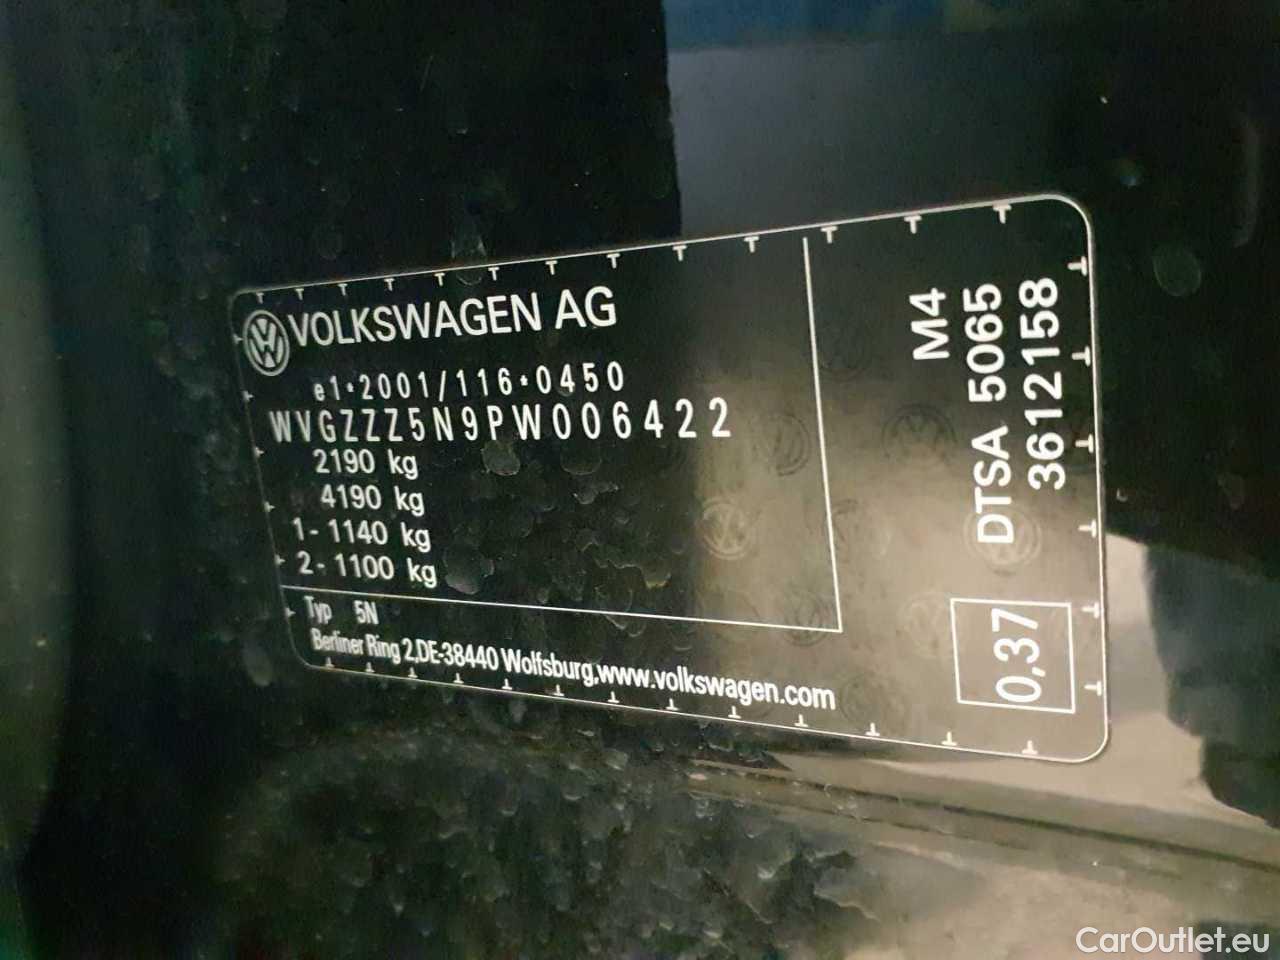 VOLKSWAGEN AG
e1*2001/116*0450
WVGZZZ5N9PW006422
2190 kg
4190 kg
1- 1140 kg
2- 1100 kg
Typ 5N
Berliner Ring 2,DE-38440 Wolfsburg,www.volkswagen.com
M4
DTSA 5065
3612158
0,37
CarOutlet.eu